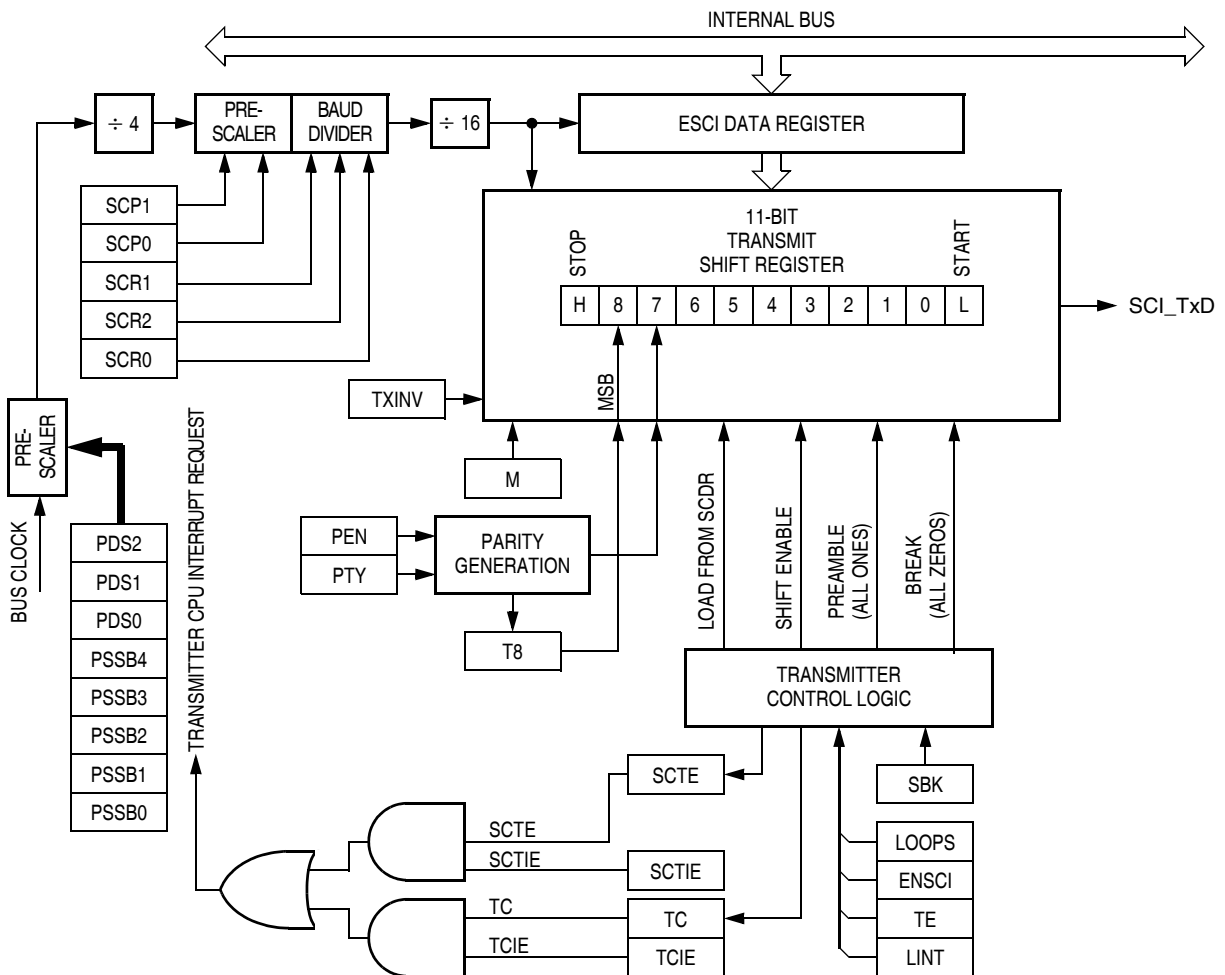 INTERNAL BUS
÷ 4
PRE-
SCALER
BAUD
DIVIDER
÷ 16
ESCI DATA REGISTER
SCP1
SCP0
SCR1
SCR2
SCR0
11-BIT
TRANSMIT
SHIFT REGISTER
STOP
START
H 8 7 6 5 4 3 2 1 0 L
SCI_TxD
MSB
TXINV
M
PRE-
SCALER
BUS CLOCK
PDS2
PDS1
PDS0
PSSB4
PSSB3
PSSB2
PSSB1
PSSB0
TRANSMITTER CPU INTERRUPT REQUEST
PEN
PTY
PARITY
GENERATION
T8
LOAD FROM SCDR
SHIFT ENABLE
PREAMBLE
(ALL ONES)
BREAK
(ALL ZEROS)
TRANSMITTER
CONTROL LOGIC
SCTE
SBK
SCTE
SCTIE
SCTIE
TC
TC
TCIE
TCIE
LOOPS
ENSCI
TE
LINT